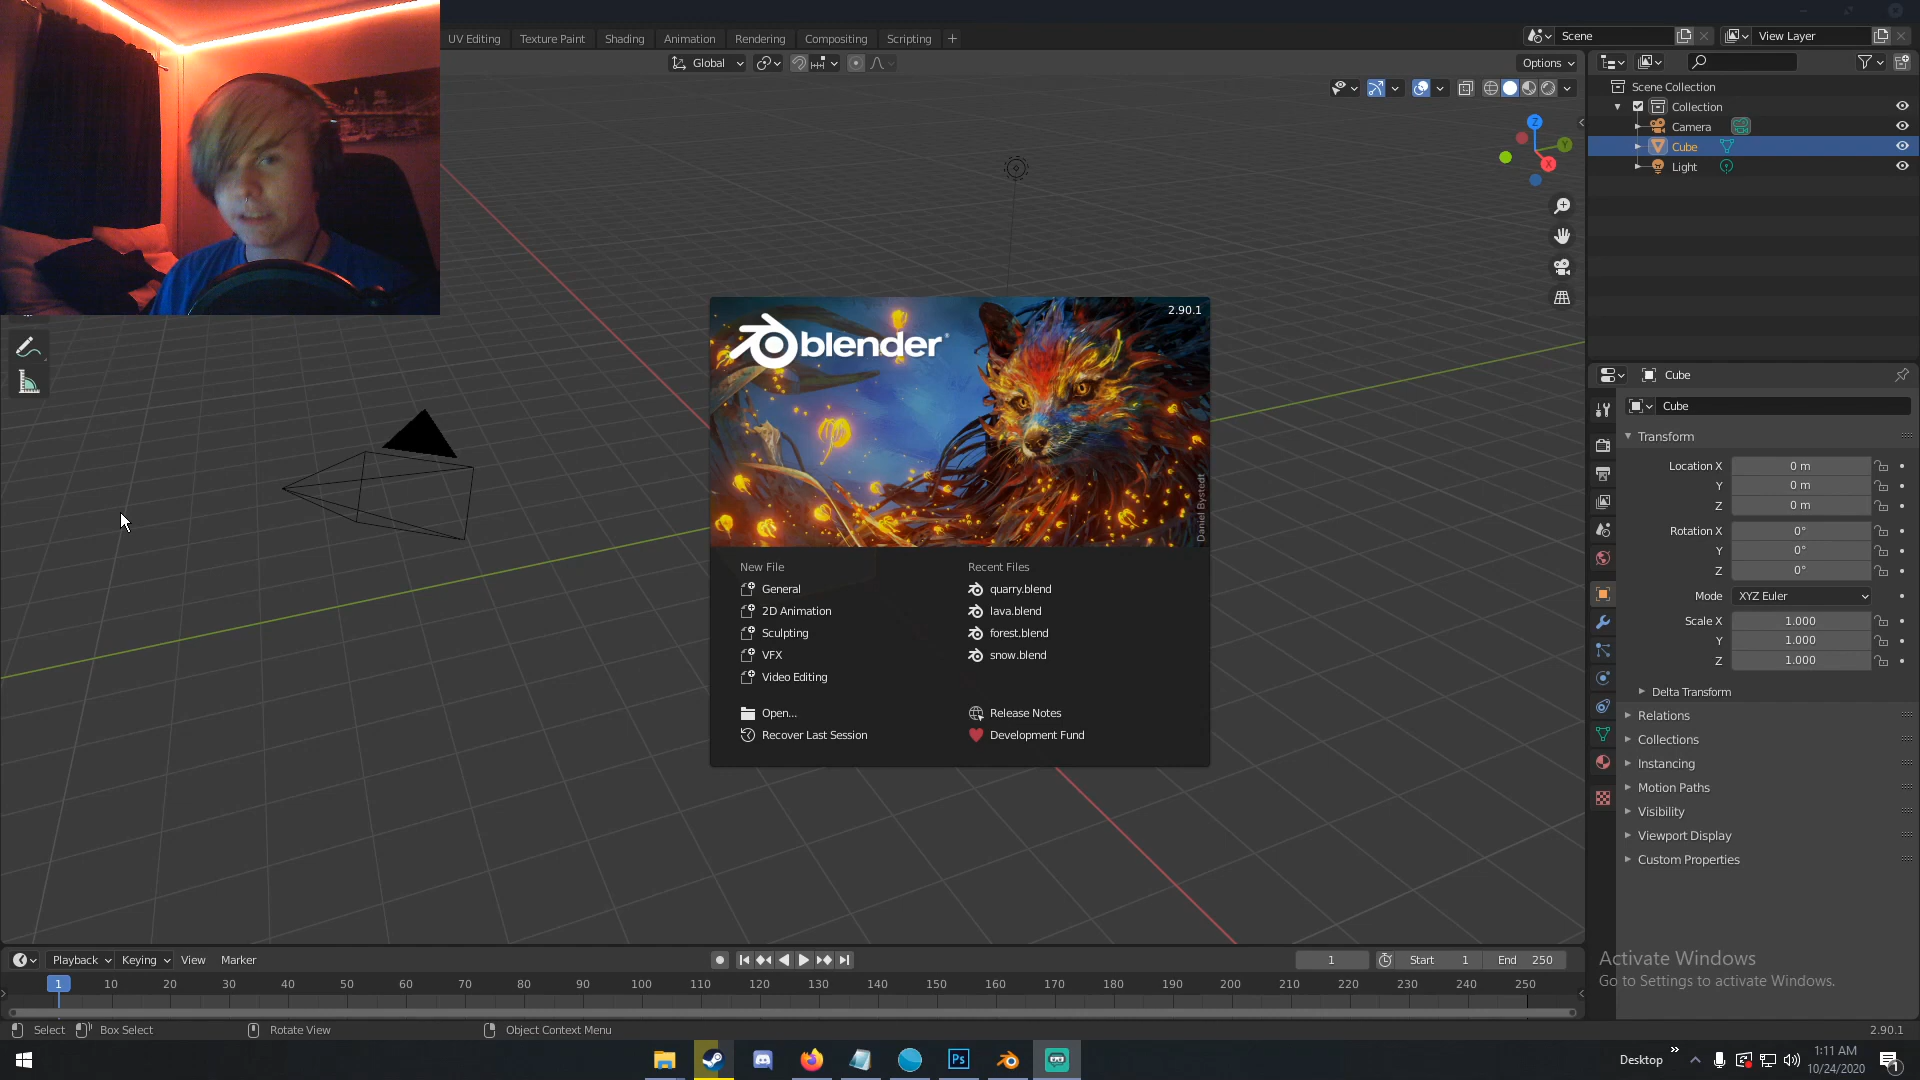 UV Editing Texture Paint Shading Animation Rendering Compositing Scripting +
Scene View Layer
Global Options
Scene Collection
Collection
Camera
Cube
Light
2.90.1
blender
Daniel Bystedt
New File
General
2D Animation
Sculpting
VFX
Video Editing
Open...
Recover Last Session
Recent Files
quarry.blend
lava.blend
forest.blend
snow.blend
Release Notes
Development Fund
Z
Y
X
Cube
Cube
Transform
Location X 0 m
Y 0 m
Z 0 m
Rotation X 0°
Y 0°
Z 0°
Mode XYZ Euler
Scale X 1.000
Y 1.000
Z 1.000
Delta Transform
Relations
Collections
Instancing
Motion Paths
Visibility
Viewport Display
Custom Properties
Activate Windows
Go to Settings to activate Windows.
Playback Keying View Marker 1 Start 1 End 250
1 10 20 30 40 50 60 70 80 90 100 110 120 130 140 150 160 170 180 190 200 210 220 230 240 250
Select Box Select Rotate View Object Context Menu 2.90.1
Ps
Desktop
1:11 AM
10/24/2020
1